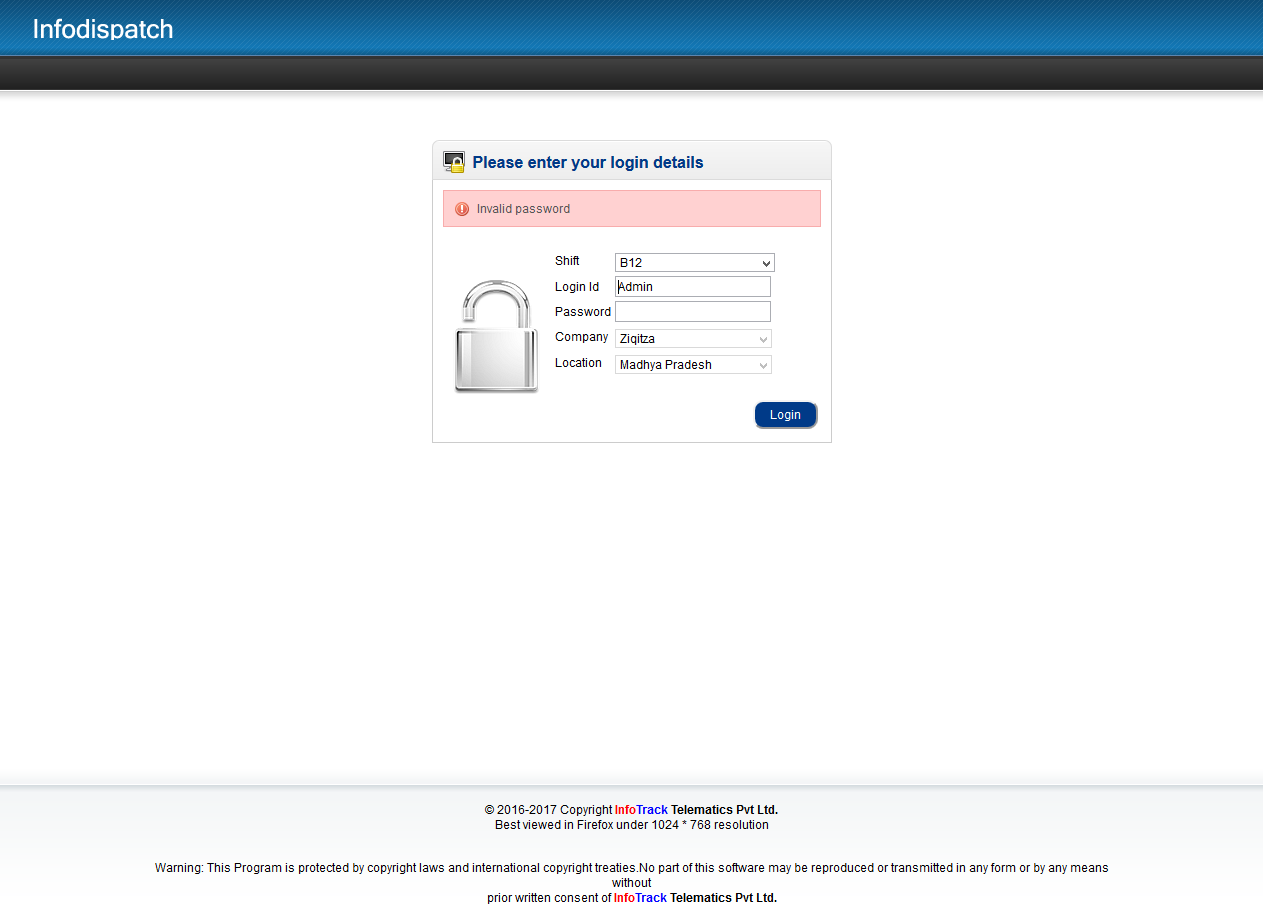 Infodispatch
Please enter your login details
Invalid password
Shift B12
Login Id Admin
Password
Company Ziqitza
Location Madhya Pradesh
Login
© 2016-2017 Copyright InfoTrack Telematics Pvt Ltd.
Best viewed in Firefox under 1024 * 768 resolution
Warning: This Program is protected by copyright laws and international copyright treaties.No part of this software may be reproduced or transmitted in any form or by any means
without
prior written consent of InfoTrack Telematics Pvt Ltd.